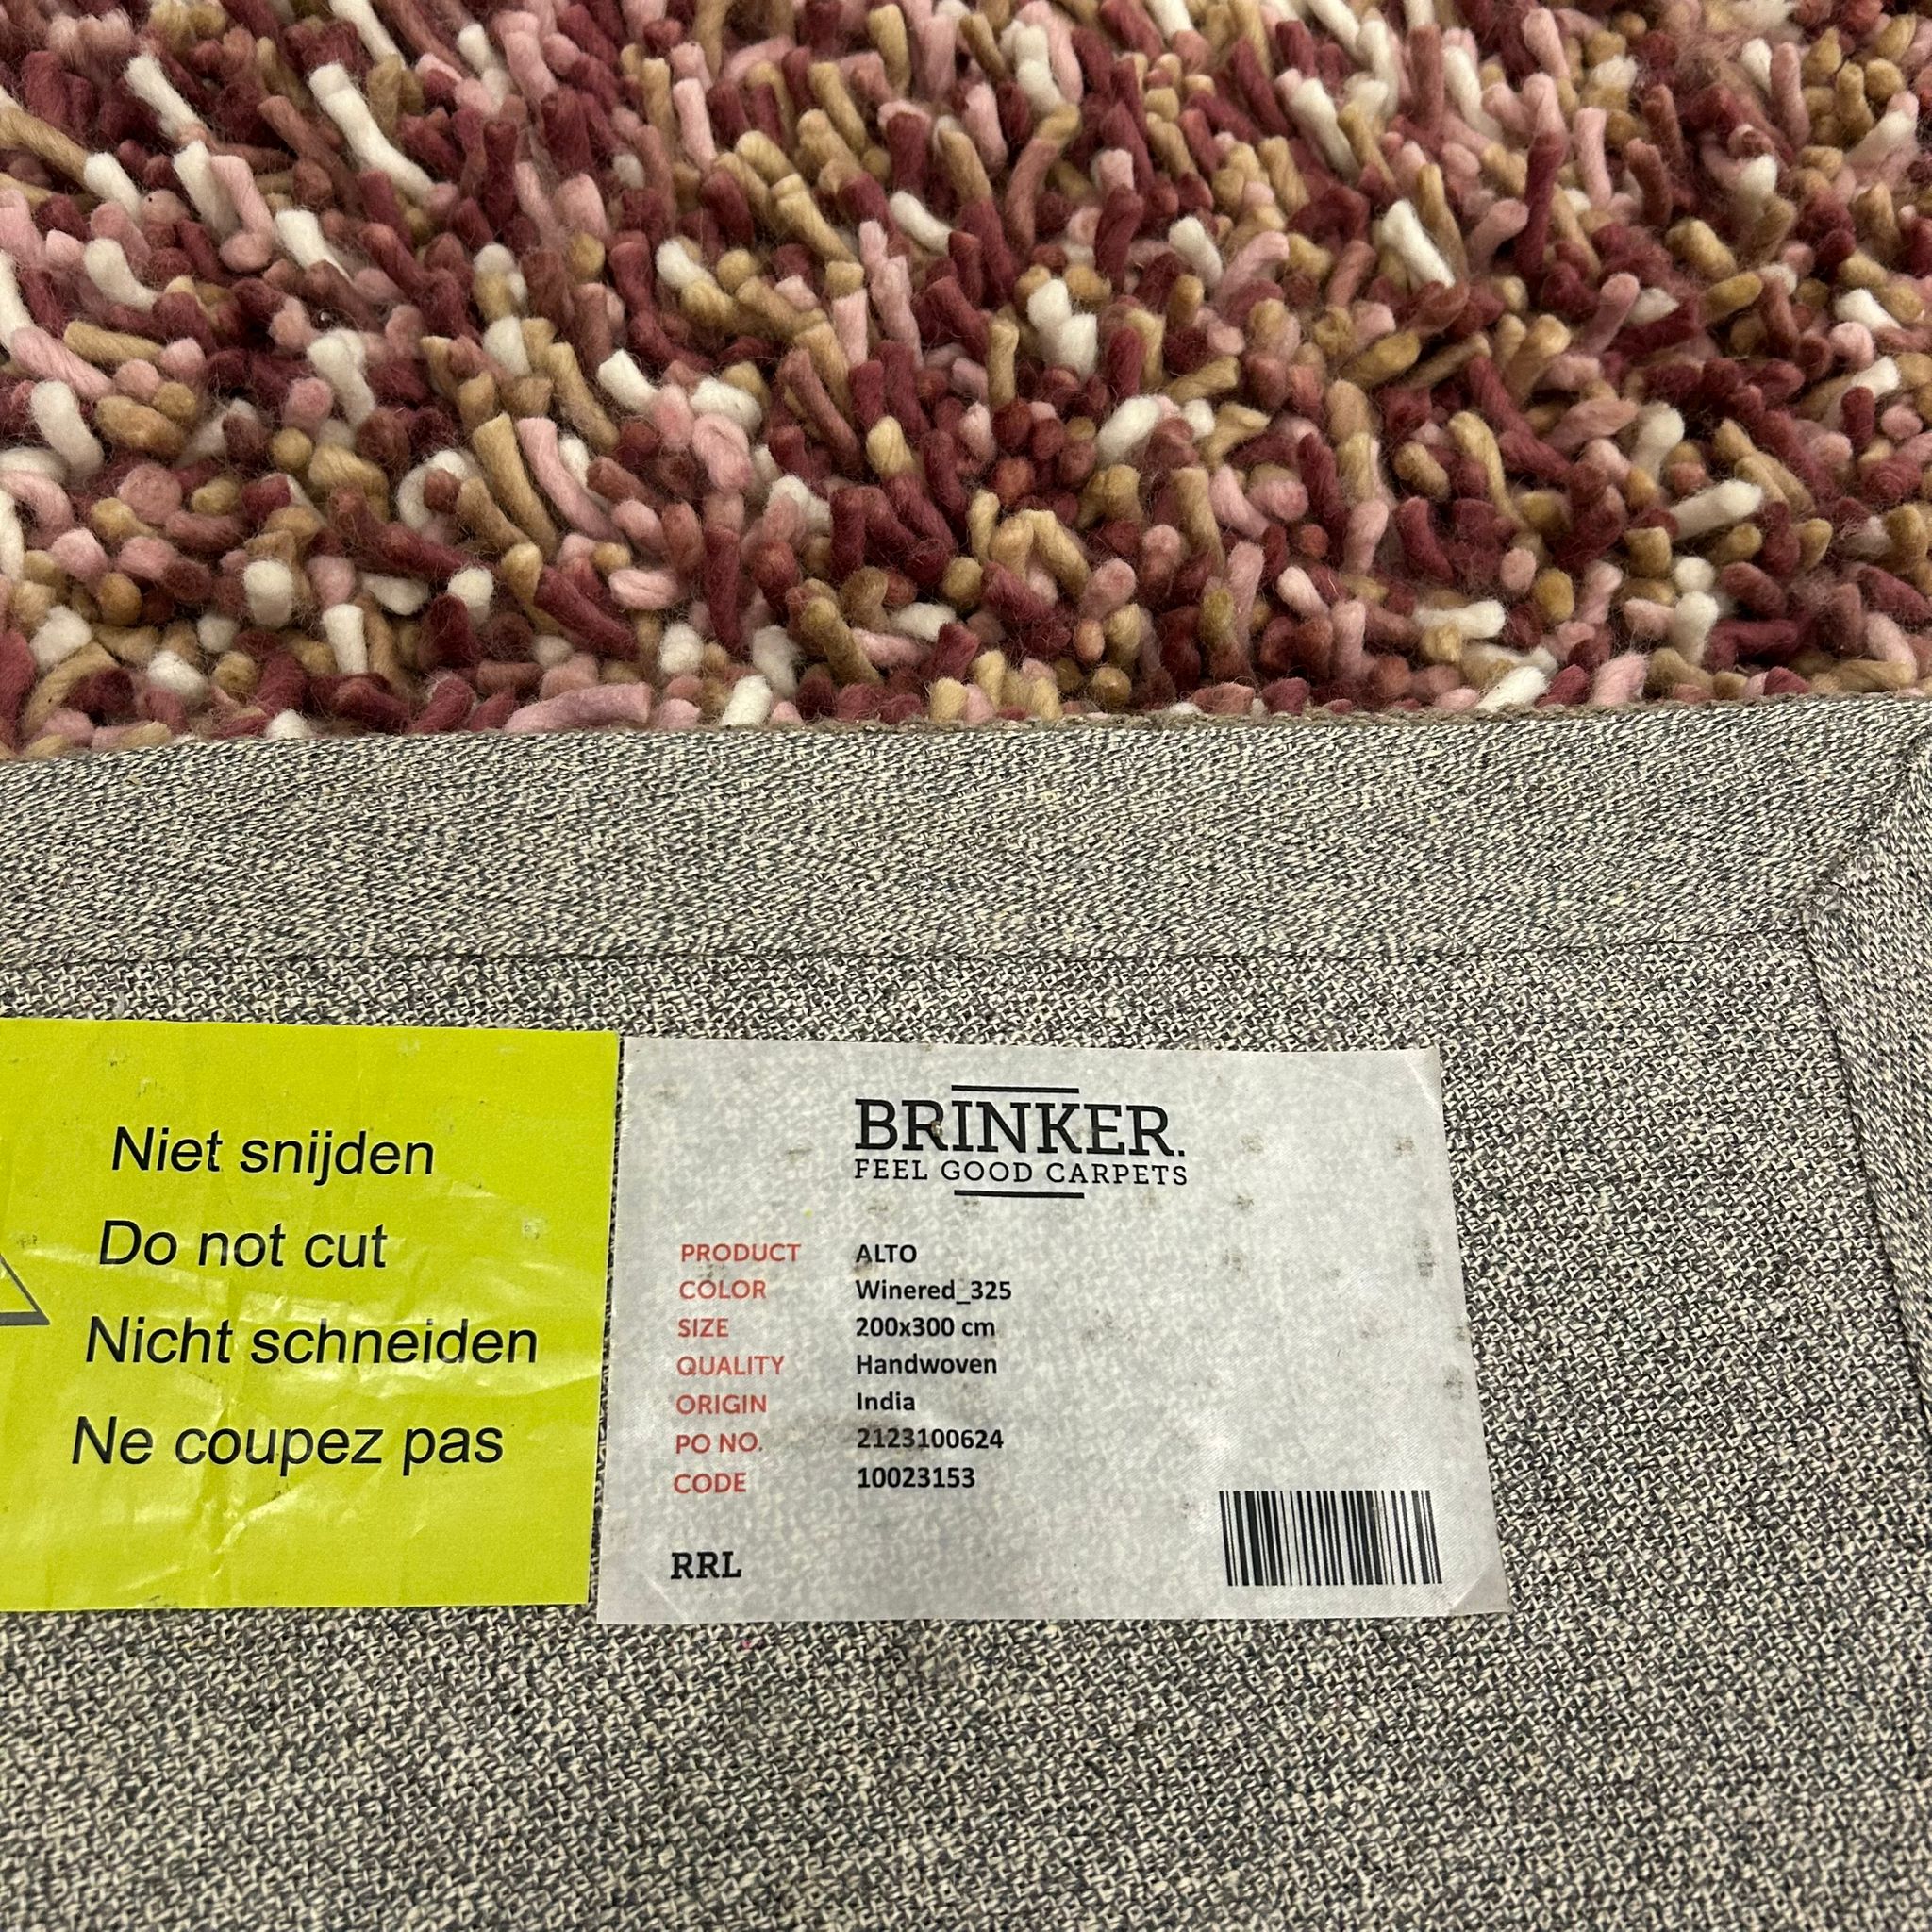 Niet snijden
Do not cut
Nicht schneiden
Ne coupez pas
BRINKER.
FEEL GOOD CARPETS
PRODUCT ALTO
COLOR Winered_325
SIZE 200x300 cm
QUALITY Handwoven
ORIGIN India
PO NO. 2123100624
CODE 10023153
RRL